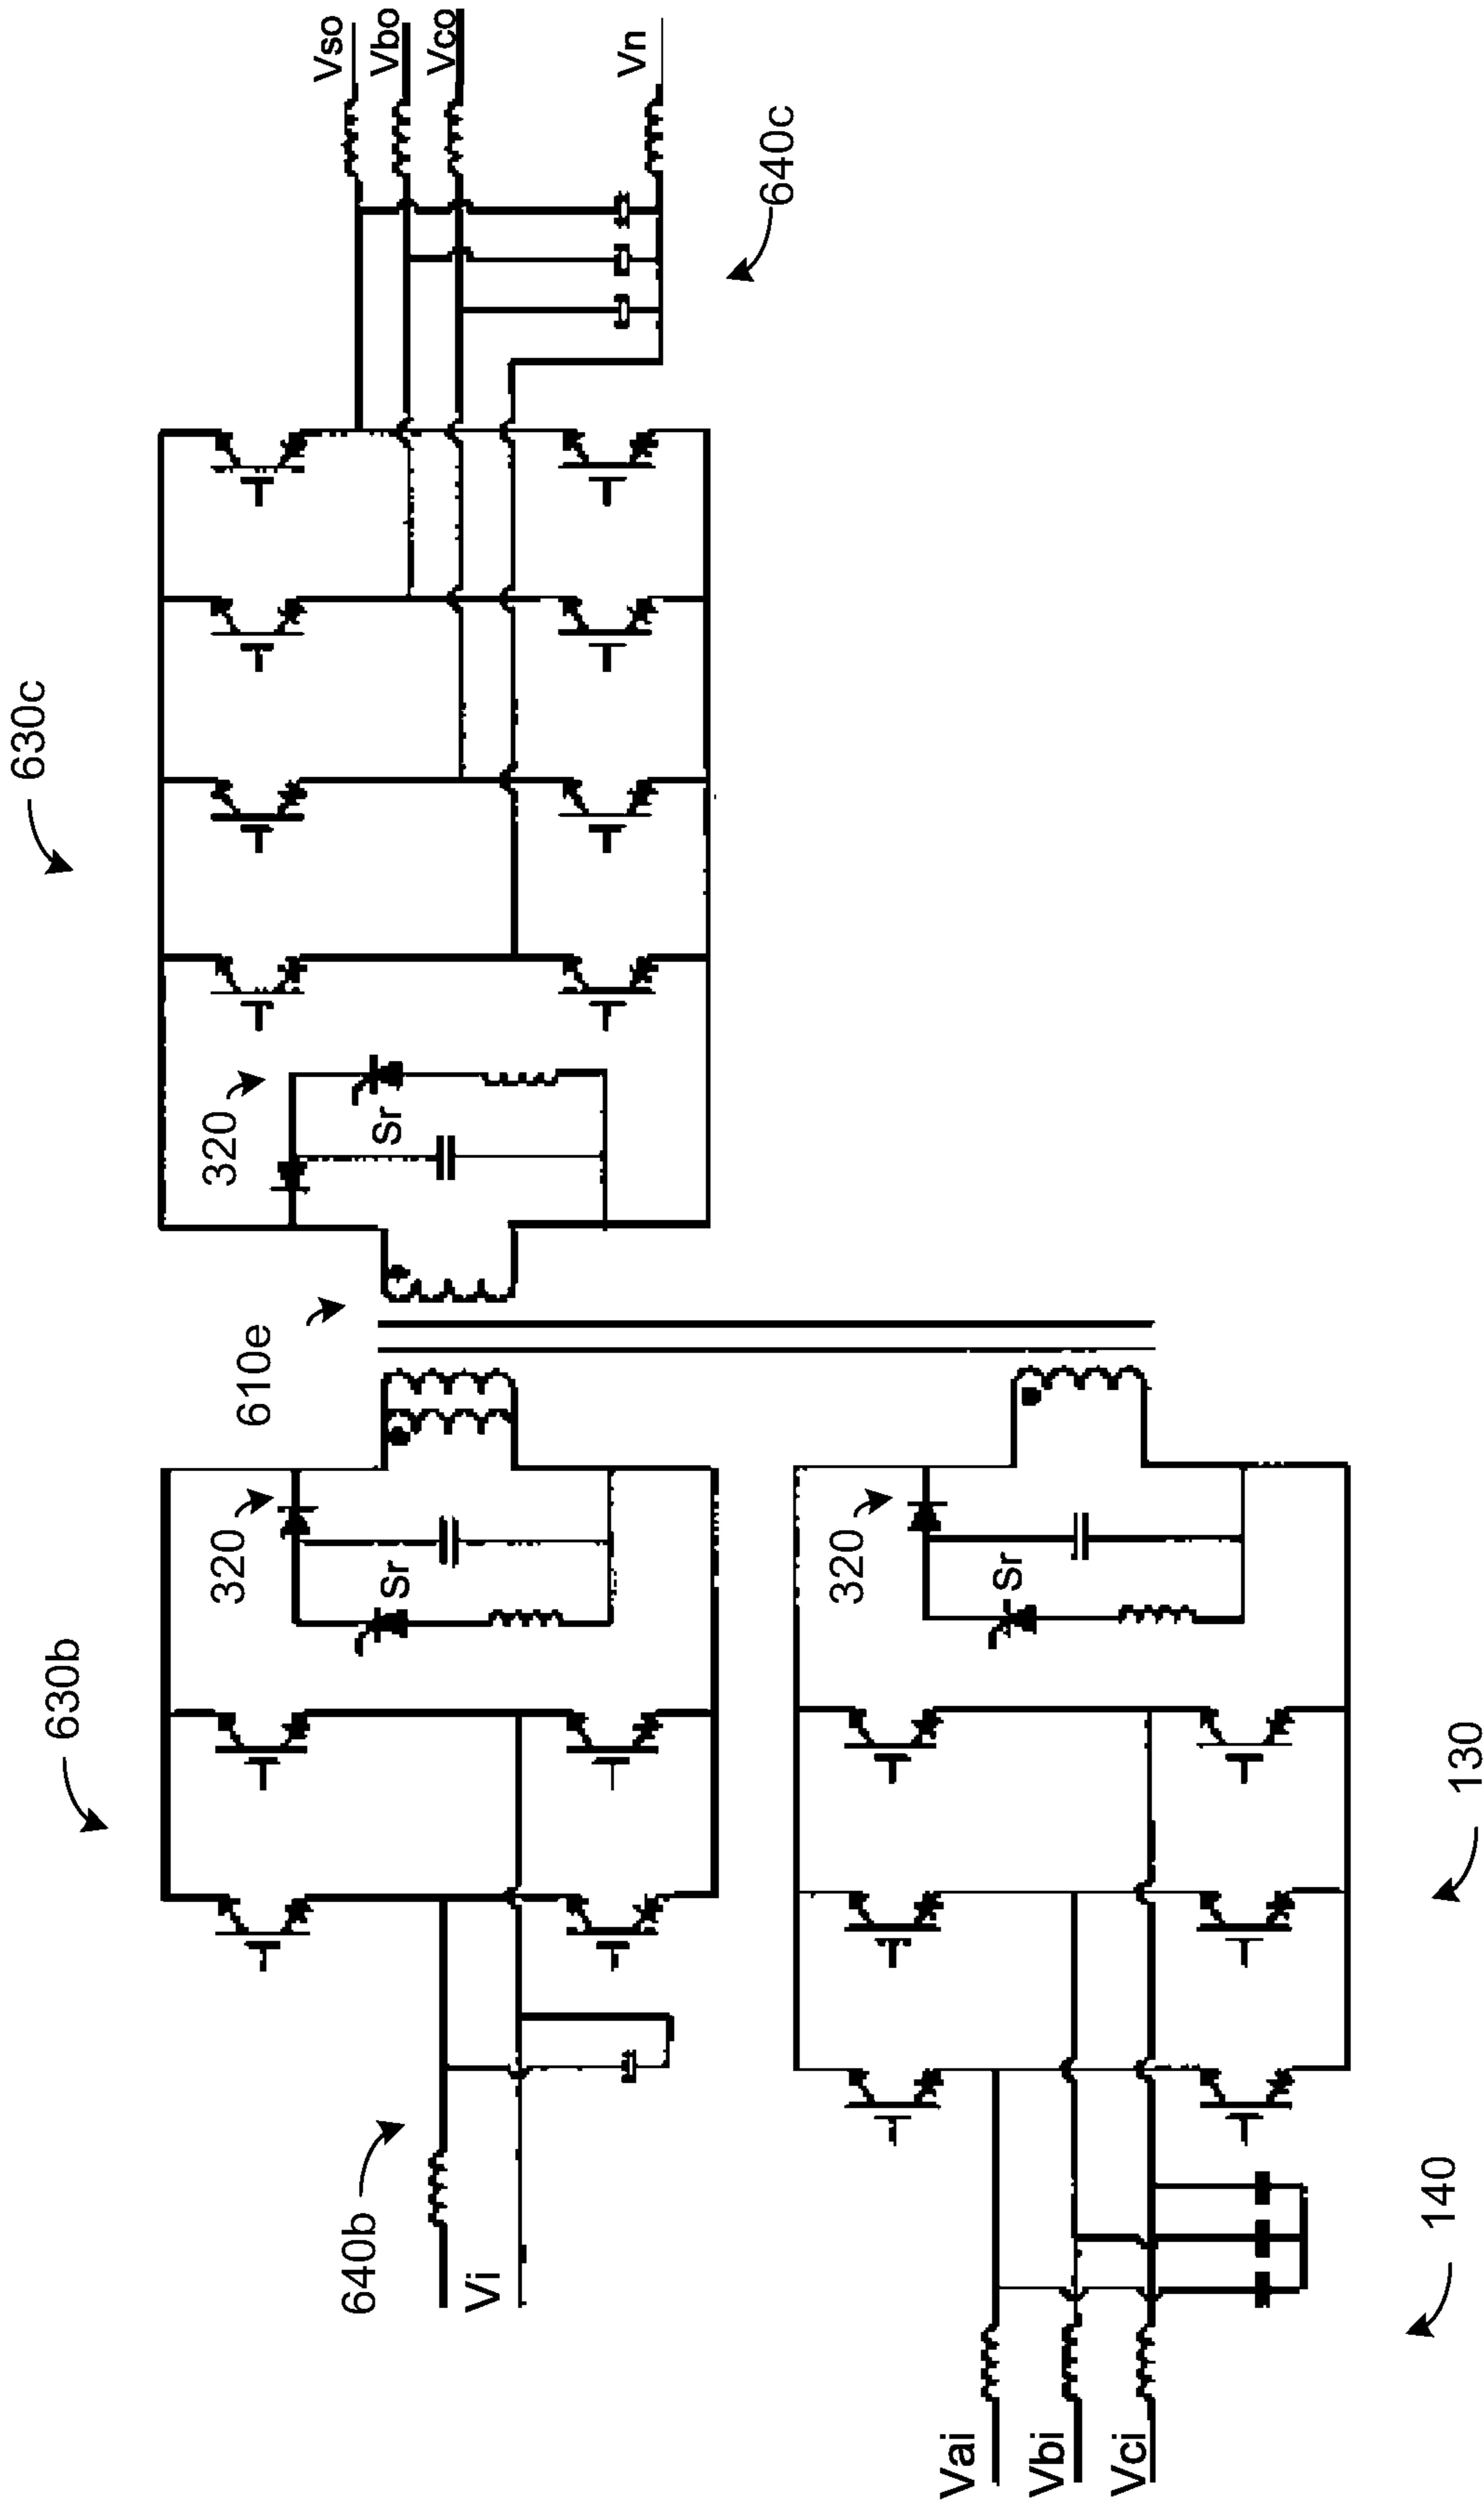 630b
630c
640b
Vi
320
Sr
610e
320
Sr
Vso
Vbo
Vco
Vn
640c
Vai
Vbi
Vci
320
Sr
140
130